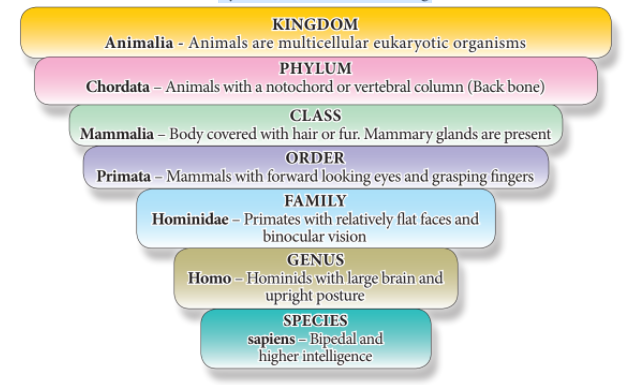 KINGDOM
Animalia - Animals are multicellular eukaryotic organisms
PHYLUM
Chordata – Animals with a notochord or vertebral column (Back bone)
CLASS
Mammalia – Body covered with hair or fur. Mammary glands are present
ORDER
Primata – Mammals with forward looking eyes and grasping fingers
FAMILY
Hominidae – Primates with relatively flat faces and
binocular vision
GENUS
Homo – Hominids with large brain and
upright posture
SPECIES
sapiens – Bipedal and
higher intelligence